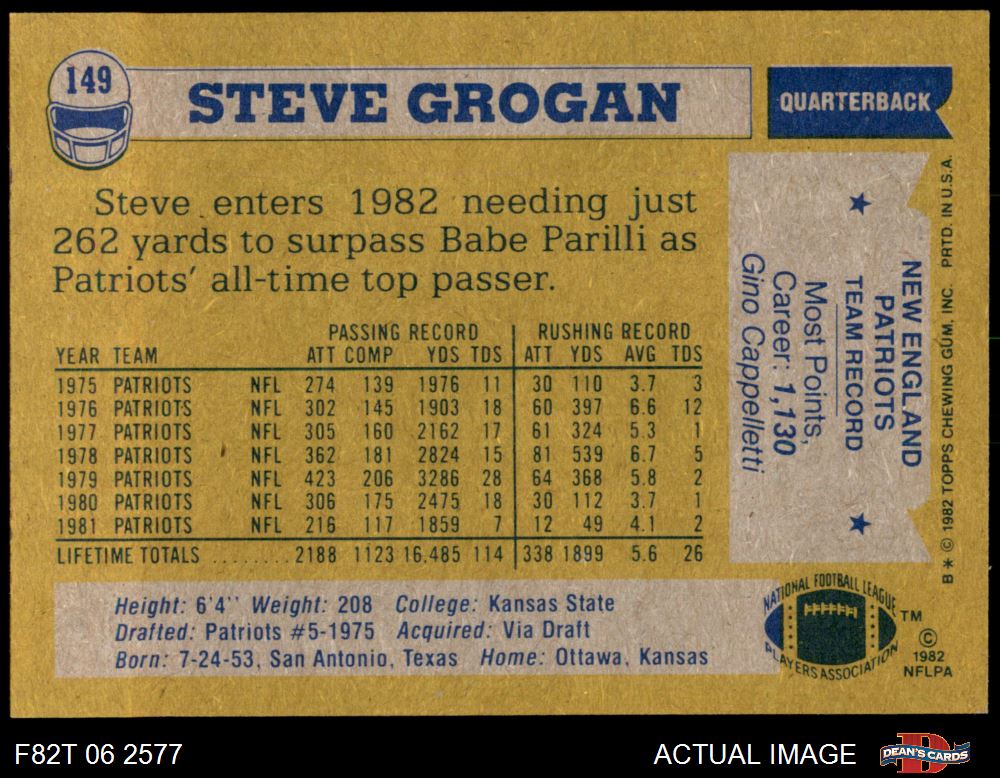 149
STEVE GROGAN
QUARTERBACK
Steve enters 1982 needing just
262 yards to surpass Babe Parilli as
Patriots' all-time top passer.
PASSING RECORD RUSHING RECORD
YEAR TEAM ATT COMP YDS TDS ATT YDS AVG TDS
1975 PATRIOTS NFL 274 139 1976 11 30 110 3.7 3
1976 PATRIOTS NFL 302 145 1903 18 60 397 6.6 12
1977 PATRIOTS NFL 305 160 2162 17 61 324 5.3 1
1978 PATRIOTS NFL 362 181 2824 15 81 539 6.7 5
1979 PATRIOTS NFL 423 206 3286 28 64 368 5.8 2
1980 PATRIOTS NFL 306 175 2475 18 30 112 3.7 1
1981 PATRIOTS NFL 216 117 1859 7 12 49 4.1 2
LIFETIME TOTALS ........ 2188 1123 16,485 114 338 1899 5.6 26
Height: 6'4'' Weight: 208 College: Kansas State
Drafted: Patriots #5-1975 Acquired: Via Draft
Born: 7-24-53, San Antonio, Texas Home: Ottawa, Kansas
NEW ENGLAND
PATRIOTS
TEAM RECORD
Most Points,
Career: 1,130
Gino Cappelletti
B* © 1982 TOPPS CHEWING GUM, INC. PRTD. IN U.S.A.
NATIONAL FOOTBALL LEAGUE
PLAYERS ASSOCIATION
TM
©
1982
NFLPA
F82T 06 2577
ACTUAL IMAGE
D
DEAN'S CARDS